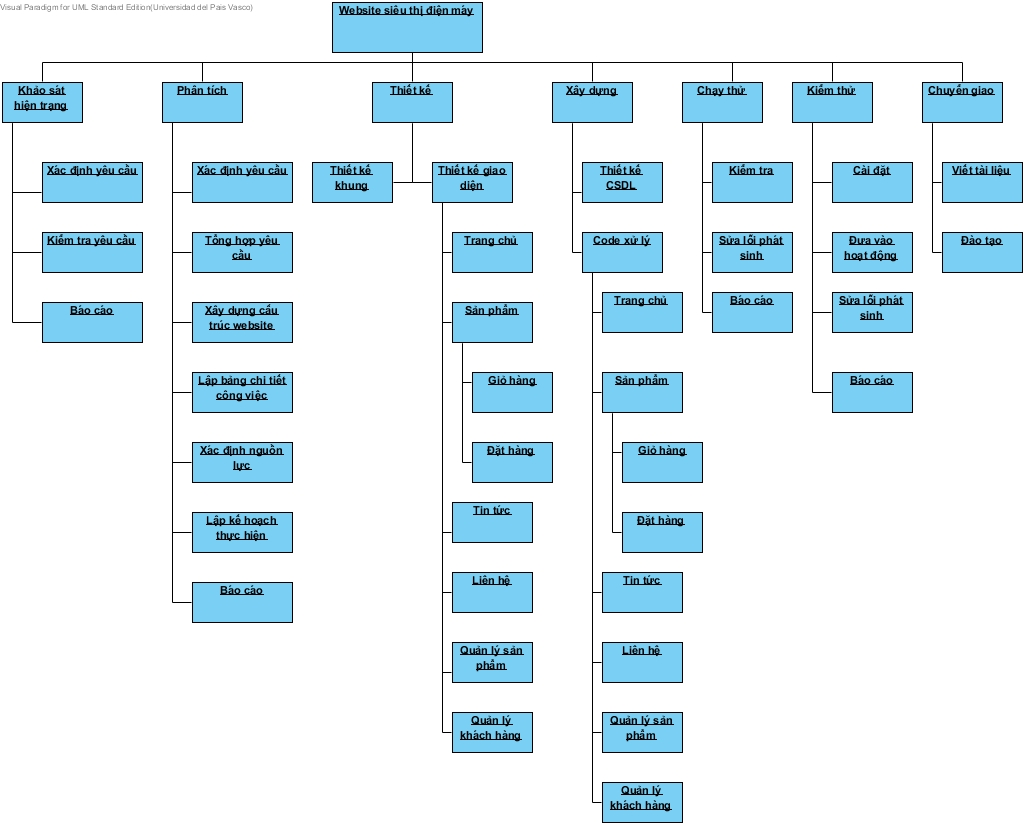 Visual Paradigm for UML Standard Edition(Universidad del Pais Vasco)
Website siêu thị điện máy
Khảo sát
hiện trạng
Phân tích
Thiết kế
Xây dựng
Chạy thử
Kiểm thử
Chuyển giao
Xác định yêu cầu
Kiểm tra yêu cầu
Báo cáo
Xác định yêu cầu
Tổng hợp yêu
cầu
Xây dựng cấu
trúc website
Lập bảng chi tiết
công việc
Xác định nguồn
lực
Lập kế hoạch
thực hiện
Báo cáo
Thiết kế
khung
Thiết kế giao
diện
Trang chủ
Sản phẩm
Giỏ hàng
Đặt hàng
Tin tức
Liên hệ
Quản lý sản
phẩm
Quản lý
khách hàng
Thiết kế
CSDL
Code xử lý
Trang chủ
Sản phẩm
Giỏ hàng
Đặt hàng
Tin tức
Liên hệ
Quản lý sản
phẩm
Quản lý
khách hàng
Kiểm tra
Sửa lỗi phát
sinh
Báo cáo
Cài đặt
Đưa vào
hoạt động
Sửa lỗi phát
sinh
Báo cáo
Viết tài liệu
Đào tạo